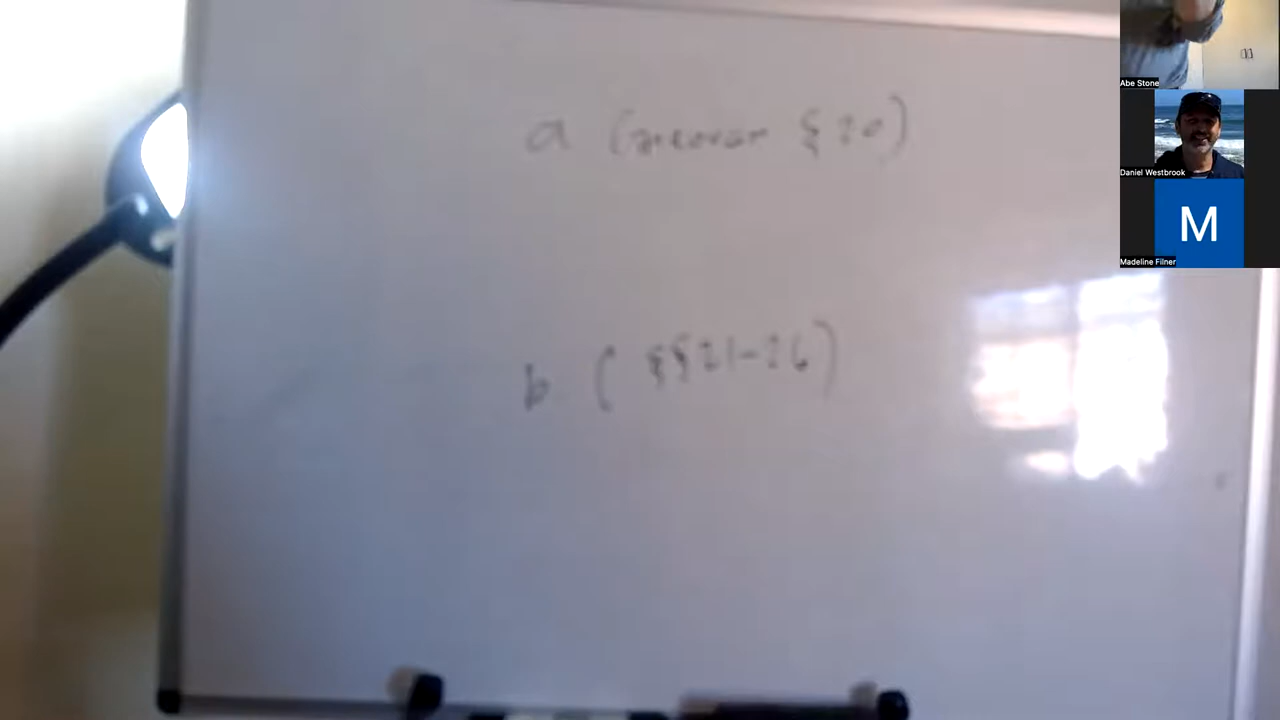 a ( § 20)
b (§§21-26)
Abe Stone
Daniel Westbrook
M
Madeline Filner